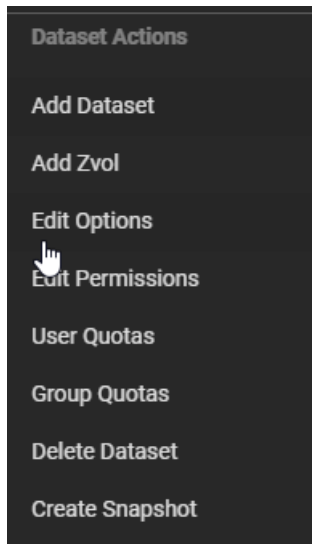 Dataset Actions
Add Dataset
Add Zvol
Edit Options
Edit Permissions
User Quotas
Group Quotas
Delete Dataset
Create Snapshot